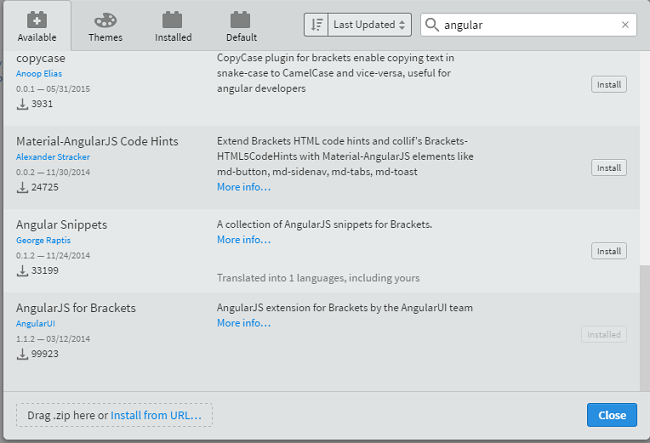 Available
Themes
Installed
Default
Last Updated
angular
copycase
Anoop Elias
0.0.1 — 05/31/2015
3931
CopyCase plugin for brackets enable copying text in
snake-case to CamelCase and vice-versa, useful for
angular developers
Install
Material-AngularJS Code Hints
Alexander Stracker
0.0.2 — 11/30/2014
24725
Extend Brackets HTML code hints and collif's Brackets-
HTML5CodeHints with Material-AngularJS elements like
md-button, md-sidenav, md-tabs, md-toast
More info...
Install
Angular Snippets
George Raptis
0.1.2 — 11/24/2014
33199
A collection of AngularJS snippets for Brackets.
More info...
Translated into 1 languages, including yours
Install
AngularJS for Brackets
AngularUI
1.1.2 — 03/12/2014
99923
AngularJS extension for Brackets by the AngularUI team
More info...
Installed
Drag .zip here or Install from URL...
Close